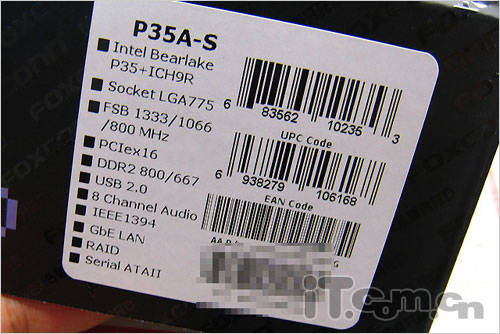 P35A-S
Intel Bearlake
P35+ICH9R
Socket LGA775
FSB 1333/1066
/800 MHz
PCIex16
DDR2 800/667
USB 2.0
8 Channel Audio
IEEE1394
GbE LAN
RAID
Serial ATAII
6 83562 10235 3
UPC Code
6 938279 106168
EAN Code
iT.com.cn
FOXCONN